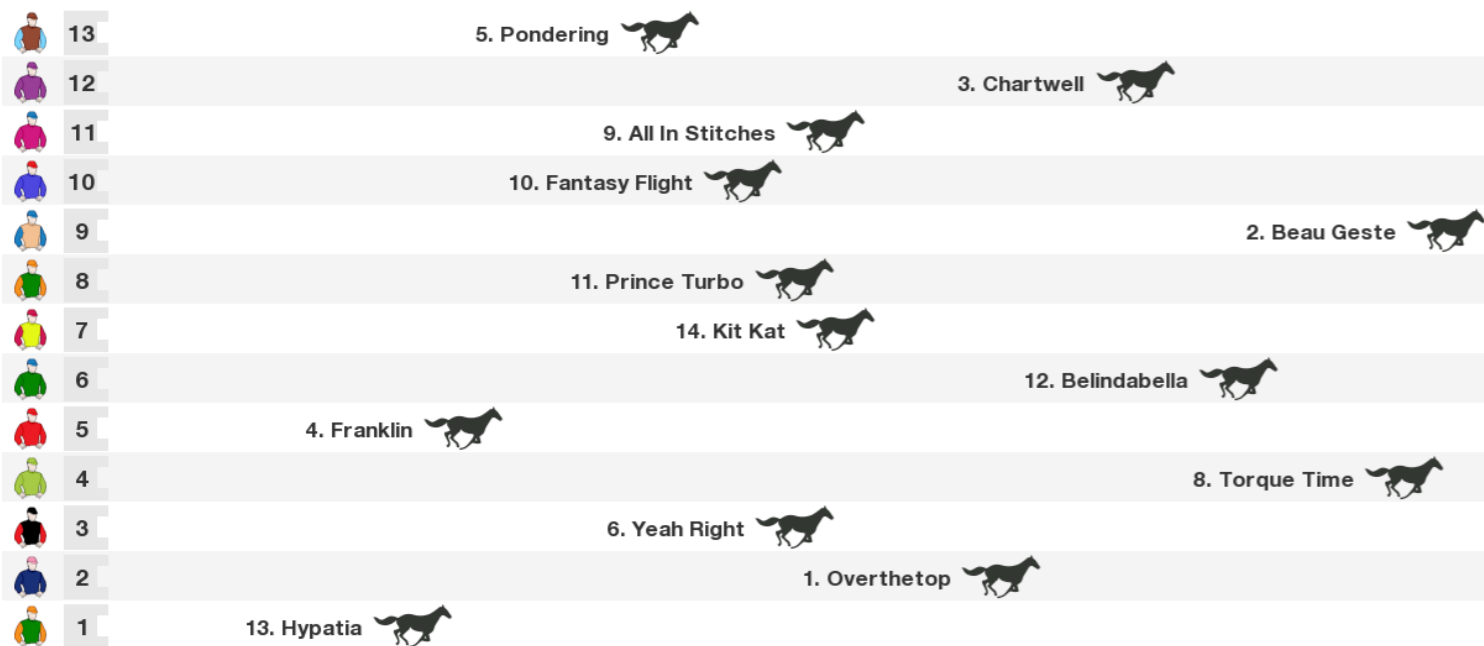 13 5. Pondering
12 3. Chartwell
11 9. All In Stitches
10 10. Fantasy Flight
9 2. Beau Geste
8 11. Prince Turbo
7 14. Kit Kat
6 12. Belindabella
5 4. Franklin
4 8. Torque Time
3 6. Yeah Right
2 1. Overthetop
1 13. Hypatia